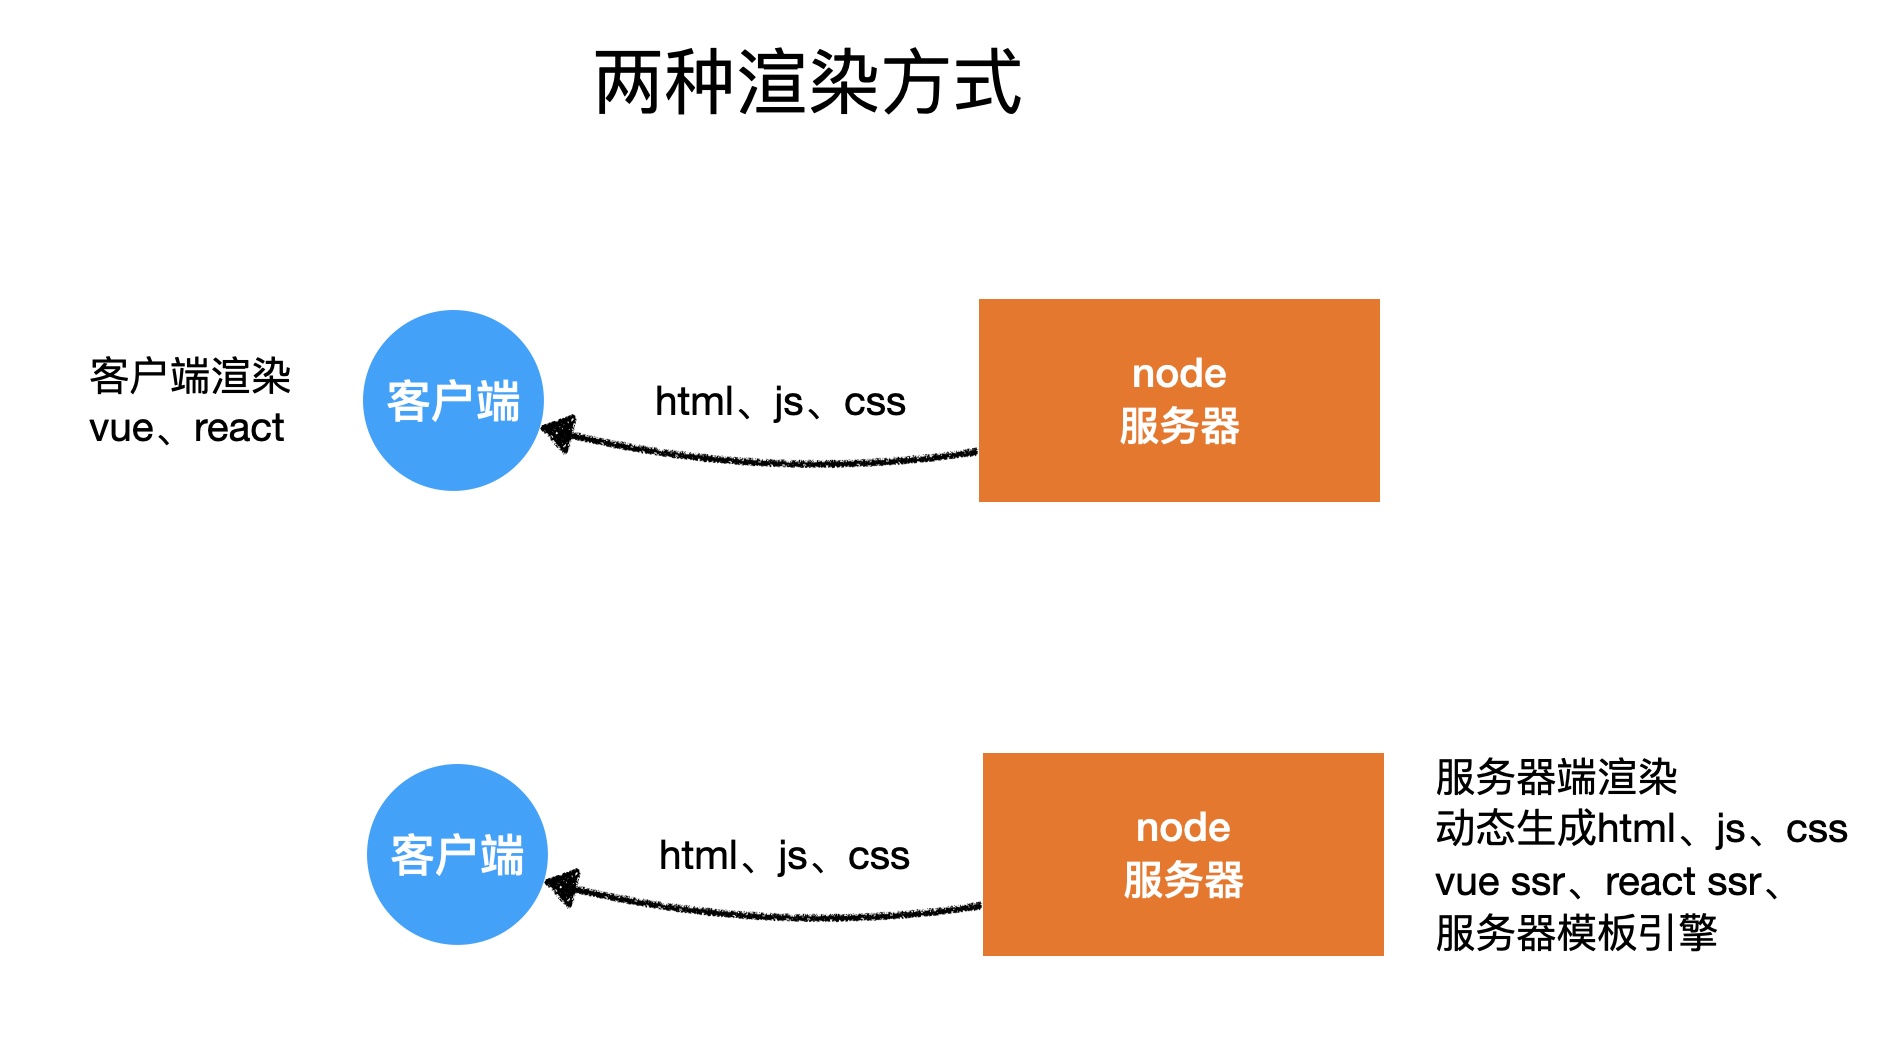 两种渲染方式
客户端渲染
vue、react
客户端
html、js、css
node
服务器
客户端
html、js、css
node
服务器
服务器端渲染
动态生成html、js、css
vue ssr、react ssr、
服务器模板引擎